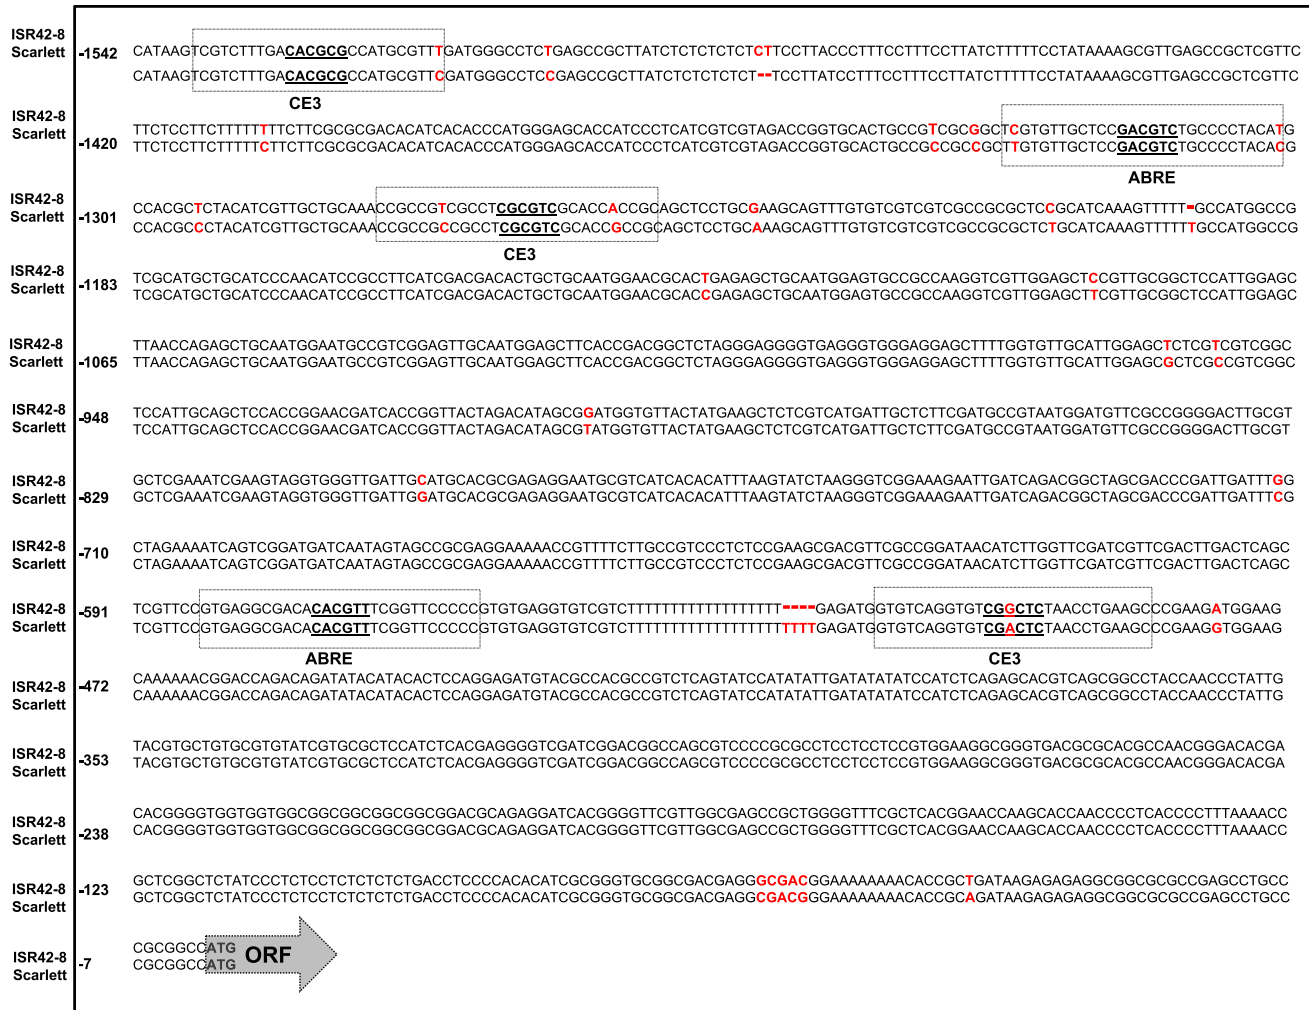 ISR42-8
Scarlett
-1542
CATAAGTCGTCTTTGACACGCGCCATGCGTTTGATGGGCCTCTGAGCCGCTTATCTCTCTCTCTCTTCCTTACCCTTTCCTTTCCTTATCTTTTTCCTATAAAAGCGTTGAGCCGCTCGTTC
CATAAGTCGTCTTTGACACGCGCCATGCGTTCGATGGGCCTCCGAGCCGCTTATCTCTCTCTCT--TCCTTATCCTTTCCTTTCCTTATCTTTTTCCTATAAAAGCGTTGAGCCGCTCGTTC
CE3
ISR42-8
Scarlett
-1420
TTCTCCTTCTTTTTTTTCTTCGCGCGACACATCACACCCATGGGAGCACCATCCCTCATCGTCGTAGACCGGTGCACTGCCGTCGCGGCTCGTGTTGCTCCGACGTCTGCCCCTACATG
TTCTCCTTCTTTTTCTTCTTCGCGCGACACATCACACCCATGGGAGCACCATCCCTCATCGTCGTAGACCGGTGCACTGCCGCCGCCGCTTGTGTTGCTCCGACGTCTGCCCCTACACG
ABRE
ISR42-8
Scarlett
-1301
CCACGCTCTACATCGTTGCTGCAAACCGCCGTCGCCTCGCGTCGCACCACCGCAGCTCCTGCGAAGCAGTTTGTGTCGTCGTCGCCGCGCTCCGCATCAAAGTTTTT-GCCATGGCCG
CCACGCCCTACATCGTTGCTGCAAACCGCCGCCGCCTCGCGTCGCACCGCCGCAGCTCCTGCAAAGCAGTTTGTGTCGTCGTCGCCGCGCTCTGCATCAAAGTTTTTTGCCATGGCCG
CE3
ISR42-8
Scarlett
-1183
TCGCATGCTGCATCCCAACATCCGCCTTCATCGACGACACTGCTGCAATGGAACGCACTGAGAGCTGCAATGGAGTGCCGCCAAGGTCGTTGGAGCTCCGTTGCGGCTCCATTGGAGC
TCGCATGCTGCATCCCAACATCCGCCTTCATCGACGACACTGCTGCAATGGAACGCACCGAGAGCTGCAATGGAGTGCCGCCAAGGTCGTTGGAGCTTCGTTGCGGCTCCATTGGAGC
ISR42-8
Scarlett
-1065
TTAACCAGAGCTGCAATGGAATGCCGTCGGAGTTGCAATGGAGCTTCACCGACGGCTCTAGGGAGGGGTGAGGGTGGGAGGAGCTTTTGGTGTTGCATTGGAGCTCTCGTCGTCGGC
TTAACCAGAGCTGCAATGGAATGCCGTCGGAGTTGCAATGGAGCTTCACCGACGGCTCTAGGGAGGGGTGAGGGTGGGAGGAGCTTTTGGTGTTGCATTGGAGCGCTCGCCGTCGGC
ISR42-8
Scarlett
-948
TCCATTGCAGCTCCACCGGAACGATCACCGGTTACTAGACATAGCGGATGGTGTTACTATGAAGCTCTCGTCATGATTGCTCTTCGATGCCGTAATGGATGTTCGCCGGGGACTTGCGT
TCCATTGCAGCTCCACCGGAACGATCACCGGTTACTAGACATAGCGTATGGTGTTACTATGAAGCTCTCGTCATGATTGCTCTTCGATGCCGTAATGGATGTTCGCCGGGGACTTGCGT
ISR42-8
Scarlett
-829
GCTCGAAATCGAAGTAGGTGGGTTGATTGCATGCACGCGAGAGGAATGCGTCATCACACATTTAAGTATCTAAGGGTCGGAAAGAATTGATCAGACGGCTAGCGACCCGATTGATTTGG
GCTCGAAATCGAAGTAGGTGGGTTGATTGGATGCACGCGAGAGGAATGCGTCATCACACATTTAAGTATCTAAGGGTCGGAAAGAATTGATCAGACGGCTAGCGACCCGATTGATTTCG
ISR42-8
Scarlett
-710
CTAGAAAATCAGTCGGATGATCAATAGTAGCCGCGAGGAAAAACCGTTTTCTTGCCGTCCCTCTCCGAAGCGACGTTCGCCGGATAACATCTTGGTTCGATCGTTCGACTTGACTCAGC
CTAGAAAATCAGTCGGATGATCAATAGTAGCCGCGAGGAAAAACCGTTTTCTTGCCGTCCCTCTCCGAAGCGACGTTCGCCGGATAACATCTTGGTTCGATCGTTCGACTTGACTCAGC
ISR42-8
Scarlett
-591
TCGTTCCGTGAGGCGACACACGTTTCGGTTCCCCCGTGTGAGGTGTCGTCTTTTTTTTTTTTTTTTTT----GAGATGGTGTCAGGTGTCGGCTCTAACCTGAAGCCCGAAGATGGAAG
TCGTTCCGTGAGGCGACACACGTTTCGGTTCCCCCGTGTGAGGTGTCGTCTTTTTTTTTTTTTTTTTTTTTTGAGATGGTGTCAGGTGTCGACTCTAACCTGAAGCCCGAAGGTGGAAG
ABRE
CE3
ISR42-8
Scarlett
-472
CAAAAAACGGACCAGACAGATATACATACACTCCAGGAGATGTACGCCACGCCGTCTCAGTATCCATATATTGATATATATCCATCTCAGAGCACGTCAGCGGCCTACCAACCCTATTG
CAAAAAACGGACCAGACAGATATACATACACTCCAGGAGATGTACGCCACGCCGTCTCAGTATCCATATATTGATATATATCCATCTCAGAGCACGTCAGCGGCCTACCAACCCTATTG
ISR42-8
Scarlett
-353
TACGTGCTGTGCGTGTATCGTGCGCTCCATCTCACGAGGGGTCGATCGGACGGCCAGCGTCCCCGCGCCTCCTCCTCCGTGGAAGGCGGGTGACGCGCACGCCAACGGGACACGA
TACGTGCTGTGCGTGTATCGTGCGCTCCATCTCACGAGGGGTCGATCGGACGGCCAGCGTCCCCGCGCCTCCTCCTCCGTGGAAGGCGGGTGACGCGCACGCCAACGGGACACGA
ISR42-8
Scarlett
-238
CACGGGGTGGTGGTGGCGGCGGCGGCGGCGGACGCAGAGGATCACGGGGTTCGTTGGCGAGCCGCTGGGGTTTCGCTCACGGAACCAAGCACCAACCCCTCACCCCTTTAAAACC
CACGGGGTGGTGGTGGCGGCGGCGGCGGCGGACGCAGAGGATCACGGGGTTCGTTGGCGAGCCGCTGGGGTTTCGCTCACGGAACCAAGCACCAACCCCTCACCCCTTTAAAACC
ISR42-8
Scarlett
-123
GCTCGGCTCTATCCCTCTCCTCTCTCTCTGACCTCCCCACACATCGCGGGTGCGGCGACGAGGGCGACGGAAAAAAAACACCGCTGATAAGAGAGAGGCGGCGCGCCGAGCCTGCC
GCTCGGCTCTATCCCTCTCCTCTCTCTCTGACCTCCCCACACATCGCGGGTGCGGCGACGAGGCGACGGGAAAAAAAACACCGCAGATAAGAGAGAGGCGGCGCGCCGAGCCTGCC
ISR42-8
Scarlett
-7
CGCGGCCATG
CGCGGCCATG
ORF